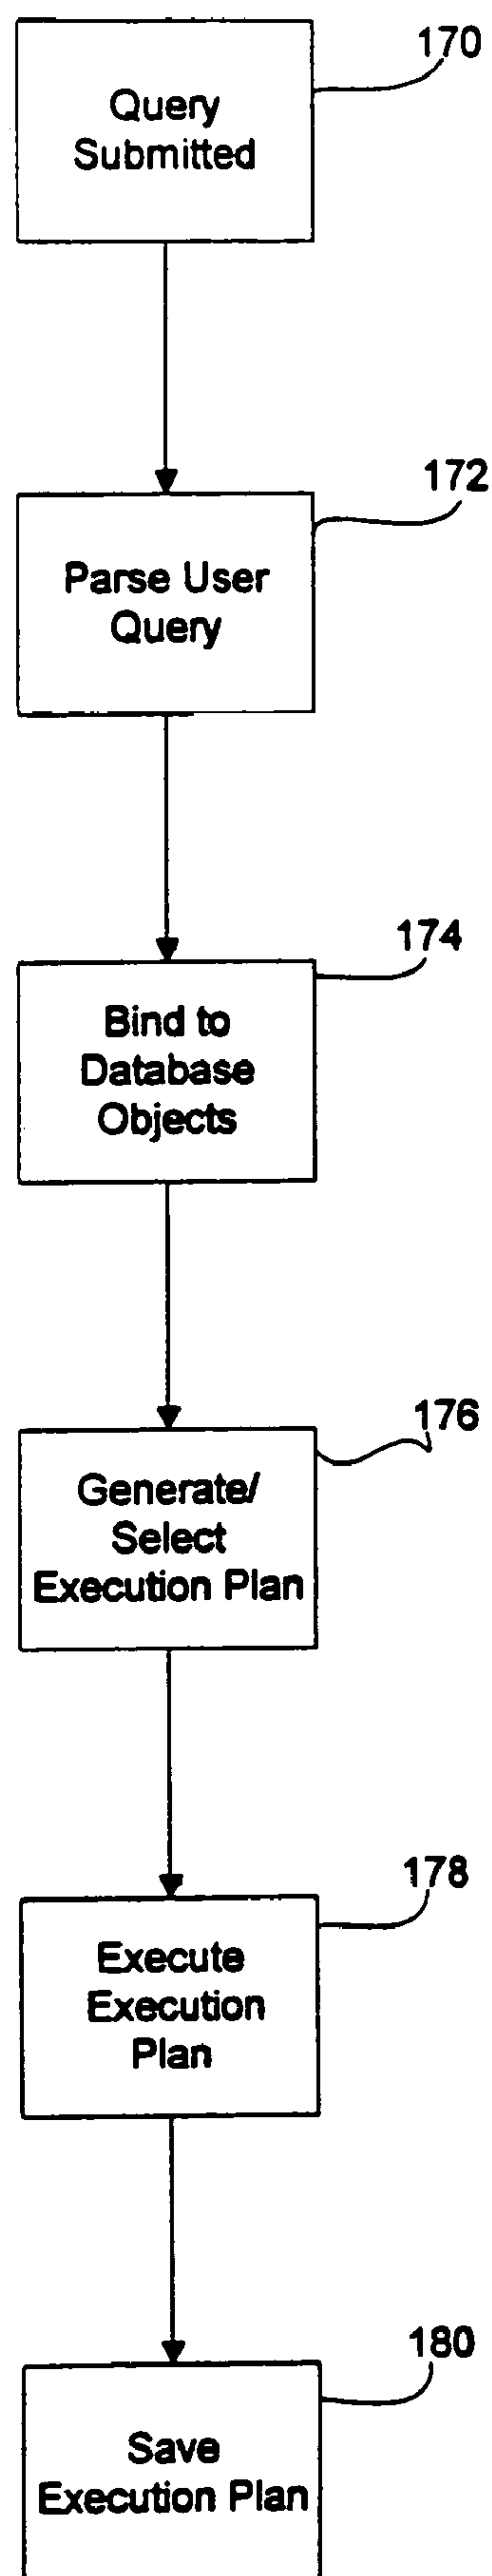 170
Query
Submitted
172
Parse User
Query
174
Bind to
Database
Objects
176
Generate/
Select
Execution Plan
178
Execute
Execution
Plan
180
Save
Execution Plan